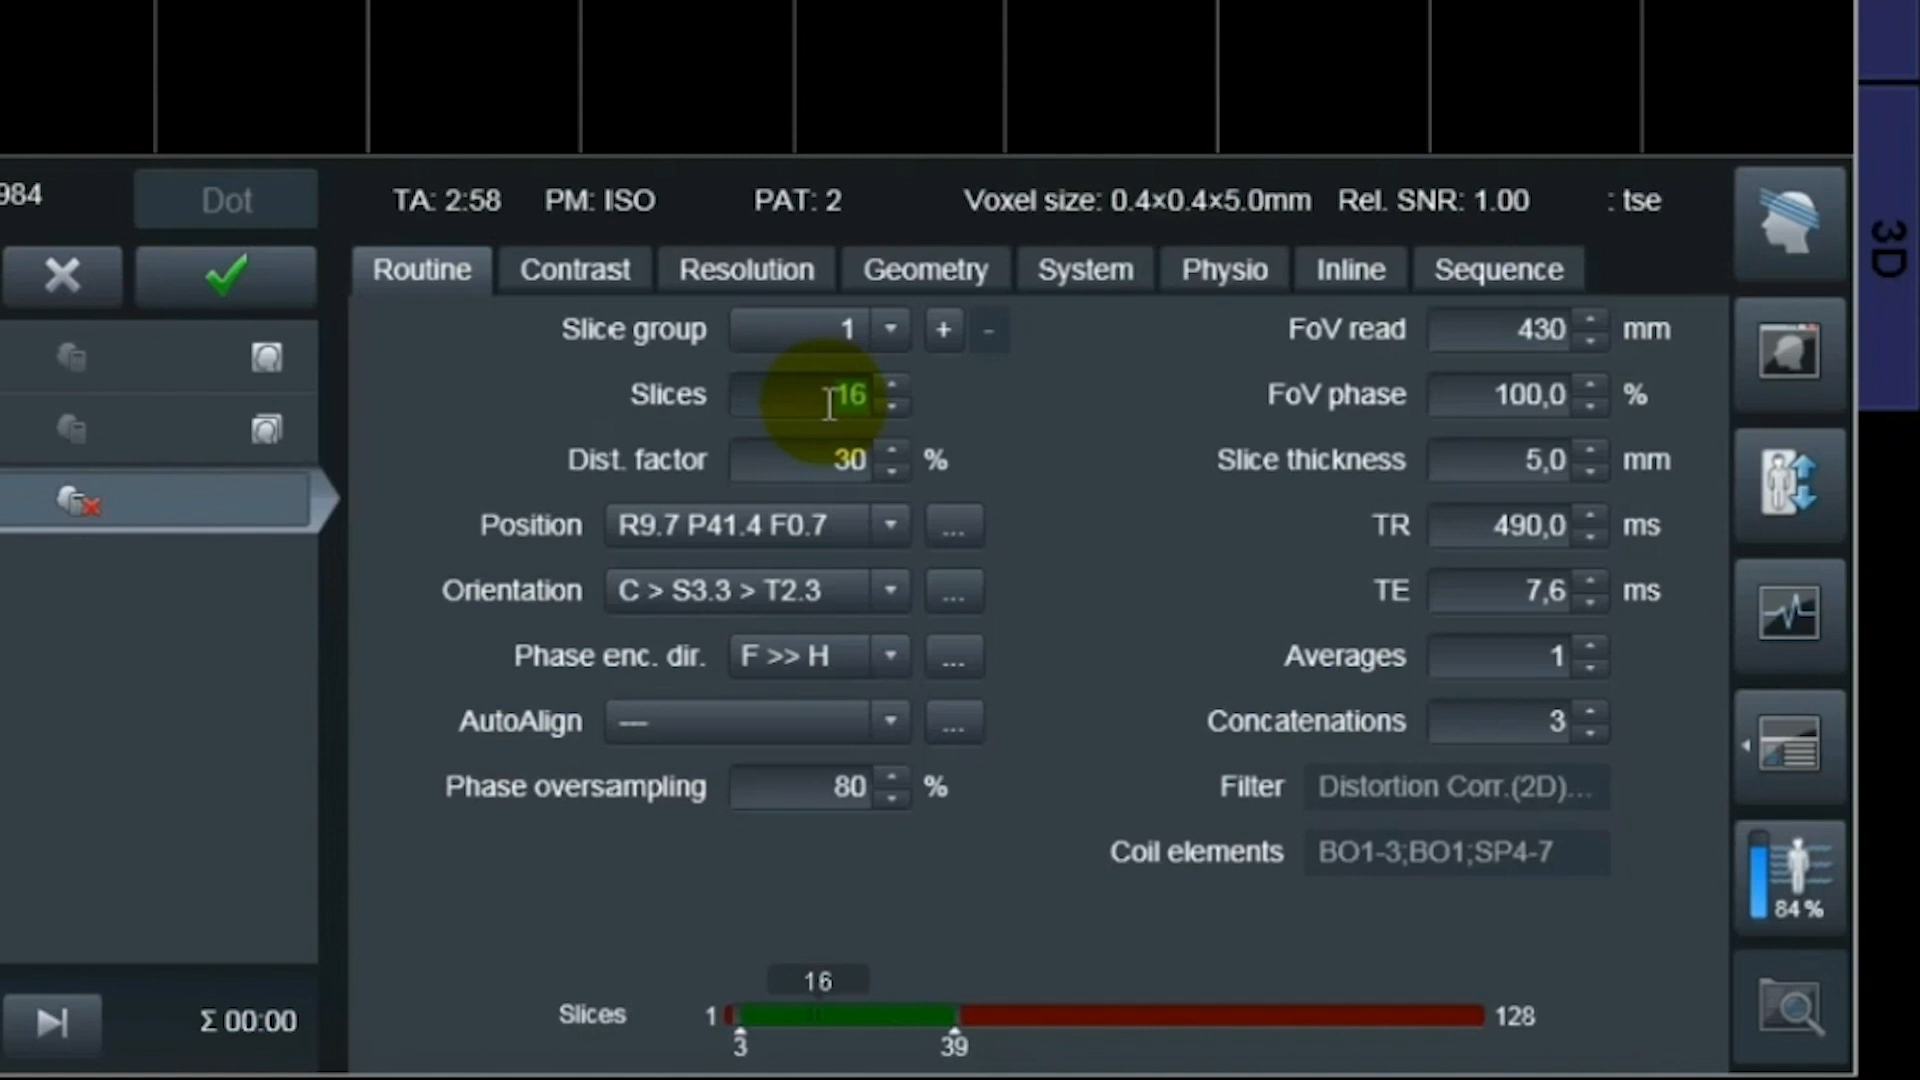 984
Dot
TA: 2:58 PM: ISO PAT: 2 Voxel size: 0.4×0.4×5.0mm Rel. SNR: 1.00 : tse
3D
Routine Contrast Resolution Geometry System Physio Inline Sequence
Slice group 1 + -
Slices 16
Dist. factor 30 %
Position R9.7 P41.4 F0.7 ...
Orientation C > S3.3 > T2.3 ...
Phase enc. dir. F >> H ...
AutoAlign --- ...
Phase oversampling 80 %
FoV read 430 mm
FoV phase 100,0 %
Slice thickness 5,0 mm
TR 490,0 ms
TE 7,6 ms
Averages 1
Concatenations 3
Filter Distortion Corr.(2D)...
Coil elements BO1-3;BO1;SP4-7
84 %
16
Slices 1 128
3 39
Σ 00:00